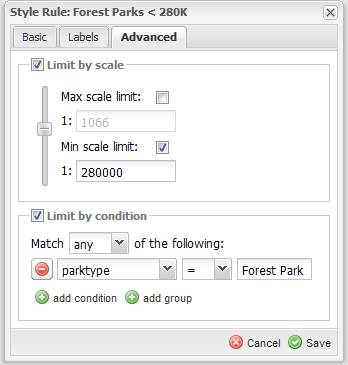 Style Rule: Forest Parks < 280K
Basic Labels Advanced
Limit by scale
Max scale limit:
1: 1066
Min scale limit:
1: 280000
Limit by condition
Match any of the following:
parktype = Forest Park
add condition add group
Cancel Save